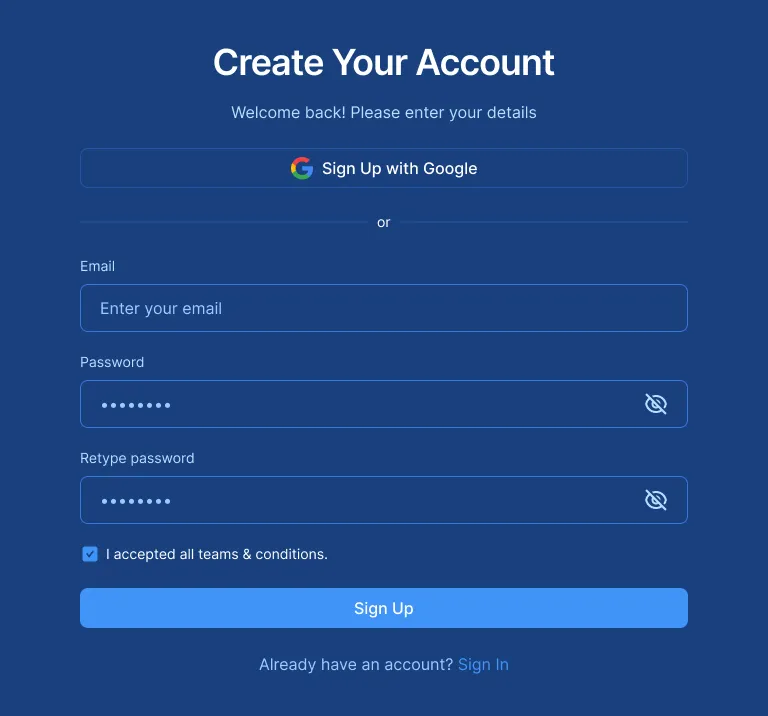 Create Your Account
Welcome back! Please enter your details
Sign Up with Google
or
Email
Enter your email
Password
••••••••
Retype password
••••••••
I accepted all teams & conditions.
Sign Up
Already have an account? Sign In